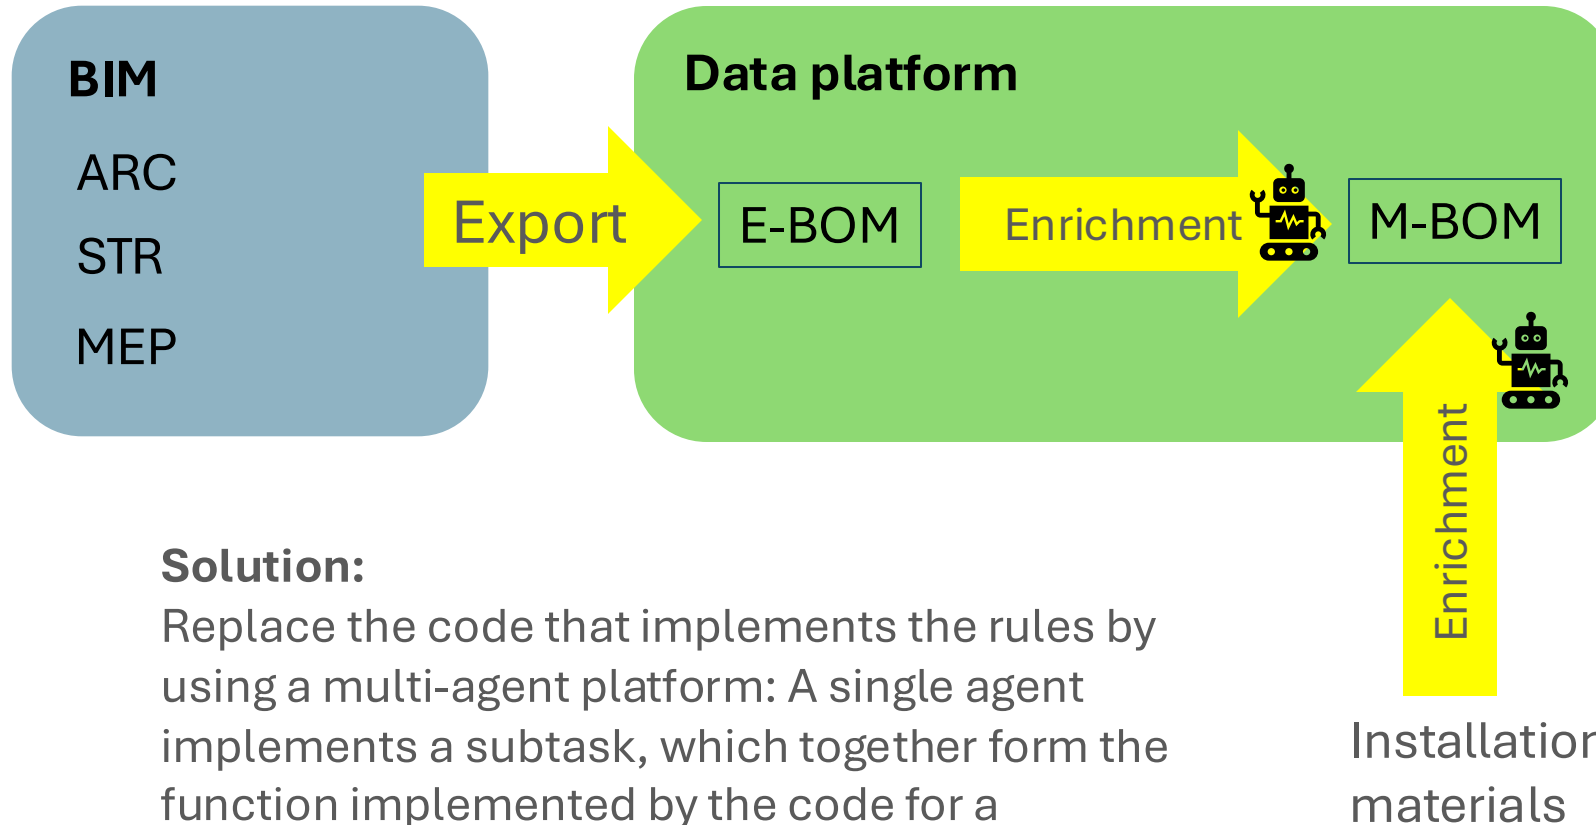 BIM
ARC
STR
MEP
Export
Data platform
E-BOM
Enrichment
M-BOM
Enrichment
Solution:
Replace the code that implements the rules by
using a multi-agent platform: A single agent
implements a subtask, which together form the
function implemented by the code for a
Installation
materials